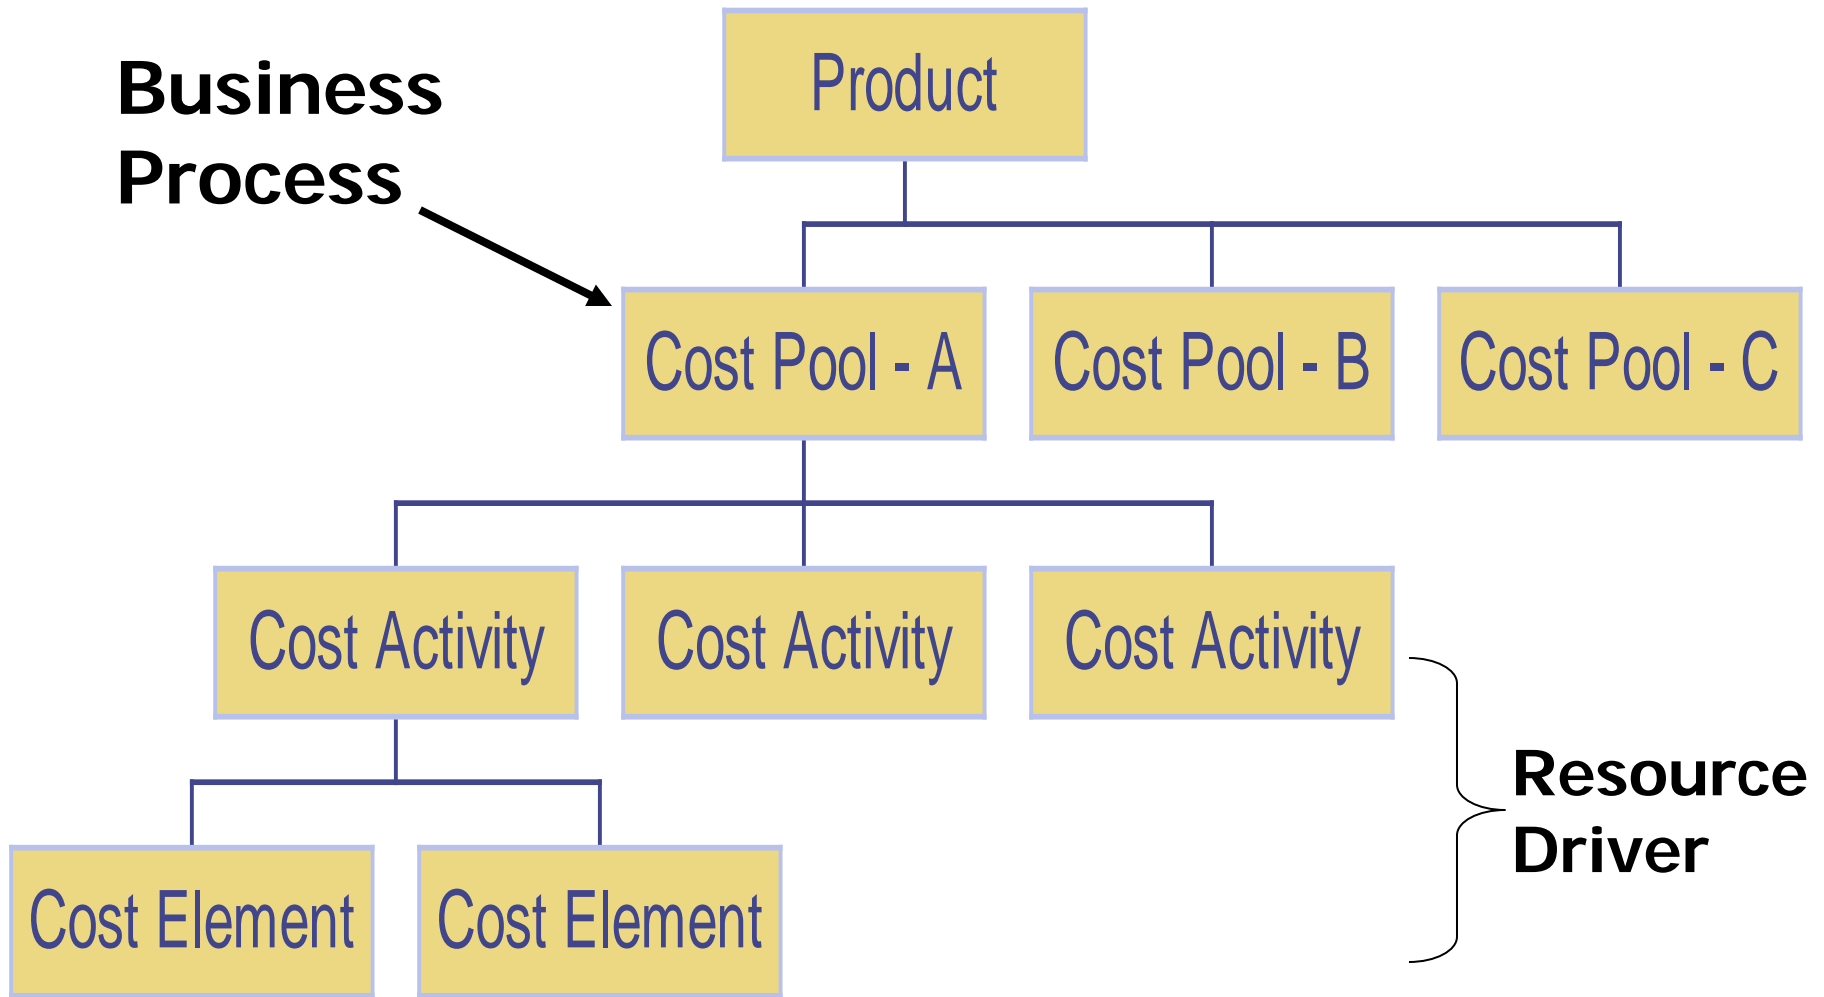 Business
Process
Product
Cost Pool - A
Cost Pool - B
Cost Pool - C
Cost Activity
Cost Activity
Cost Activity
Resource
Driver
Cost Element
Cost Element